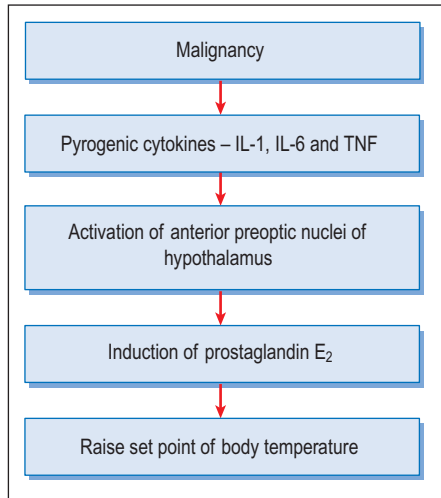 Malignancy
Pyrogenic cytokines – IL-1, IL-6 and TNF
Activation of anterior preoptic nuclei of
hypothalamus
Induction of prostaglandin E₂
Raise set point of body temperature